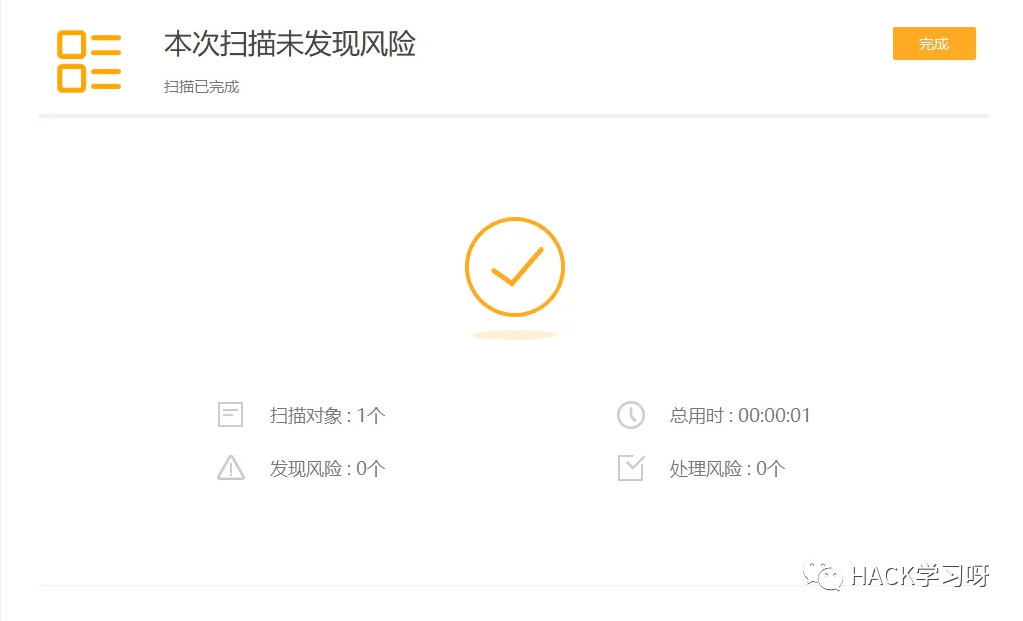 本次扫描未发现风险
完成
扫描已完成
扫描对象 : 1个
总用时 : 00:00:01
发现风险 : 0个
处理风险 : 0个
HACK学习呀